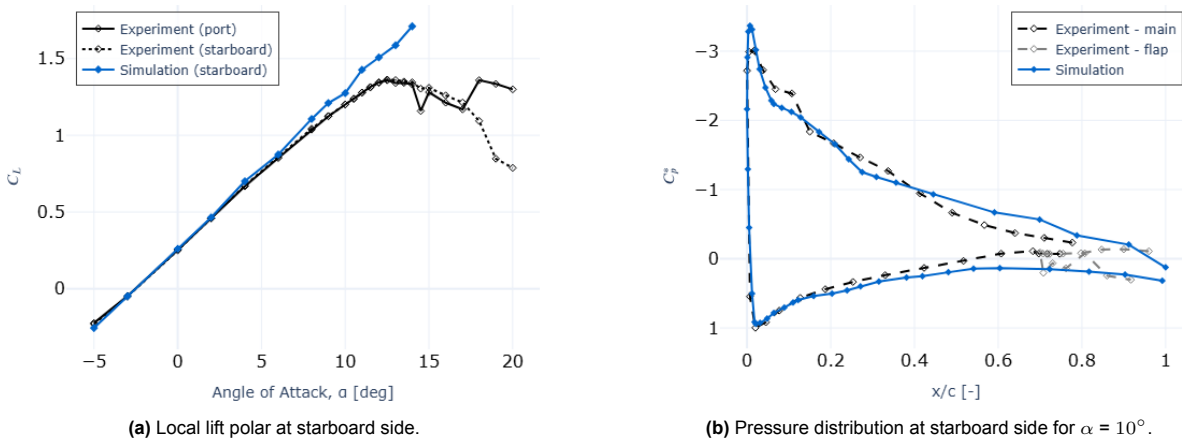 Experiment (port)
Experiment (starboard)
Simulation (starboard)
1.5
1
0.5
0
−5
0
5
10
15
20
C_L
Angle of Attack, α [deg]
(a) Local lift polar at starboard side.
Experiment - main
Experiment - flap
Simulation
−3
−2
−1
0
1
0
0.2
0.4
0.6
0.8
1
x/c [-]
(b) Pressure distribution at starboard side for α = 10°.